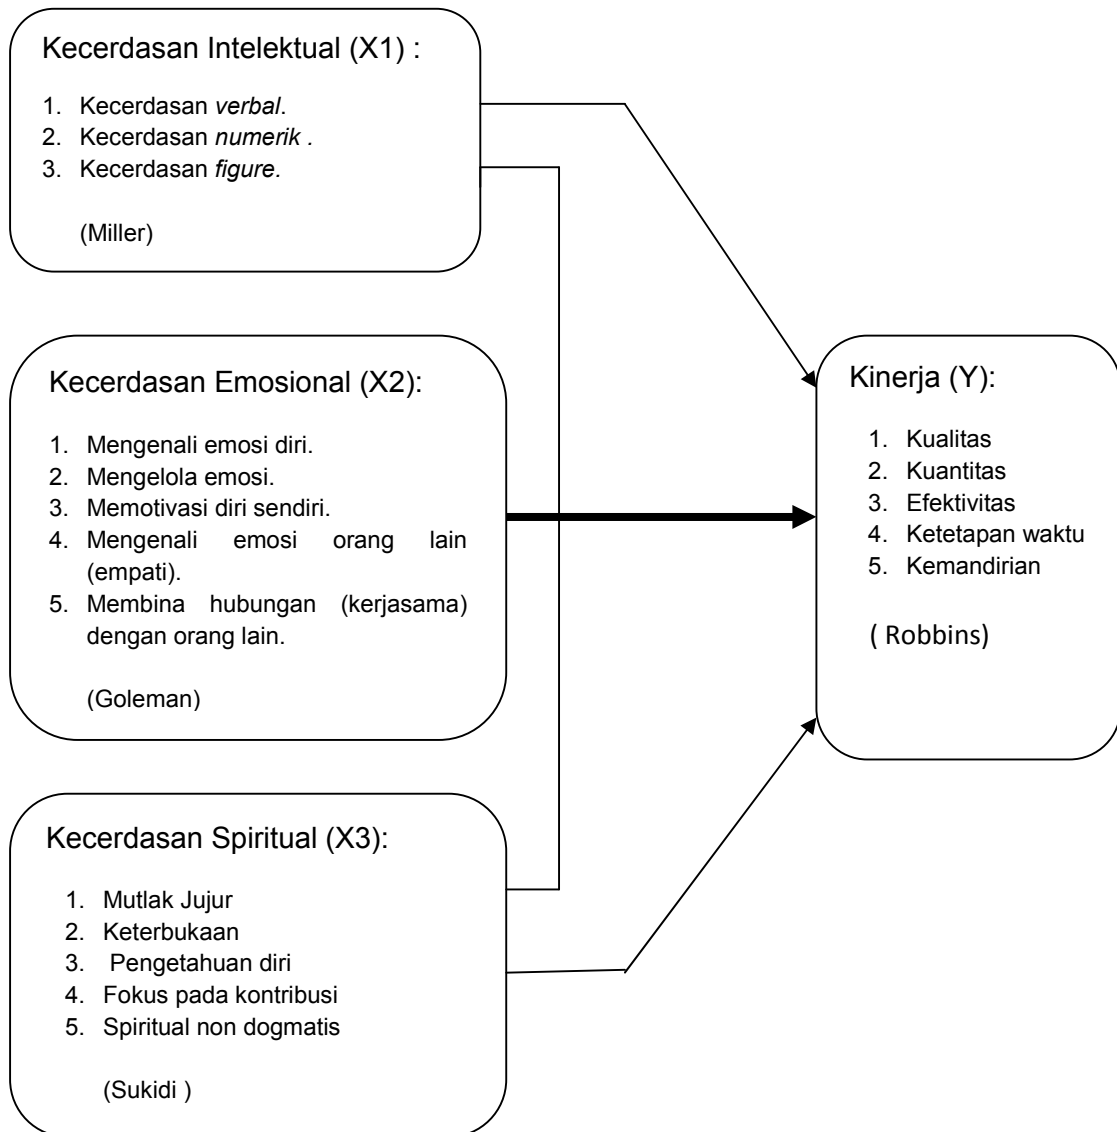 Kecerdasan Intelektual (X1) :
1. Kecerdasan verbal.
2. Kecerdasan numerik .
3. Kecerdasan figure.
(Miller)
Kecerdasan Emosional (X2):
1. Mengenali emosi diri.
2. Mengelola emosi.
3. Memotivasi diri sendiri.
4. Mengenali emosi orang lain
(empati).
5. Membina hubungan (kerjasama)
dengan orang lain.
(Goleman)
Kinerja (Y):
1. Kualitas
2. Kuantitas
3. Efektivitas
4. Ketetapan waktu
5. Kemandirian
( Robbins)
Kecerdasan Spiritual (X3):
1. Mutlak Jujur
2. Keterbukaan
3. Pengetahuan diri
4. Fokus pada kontribusi
5. Spiritual non dogmatis
(Sukidi )